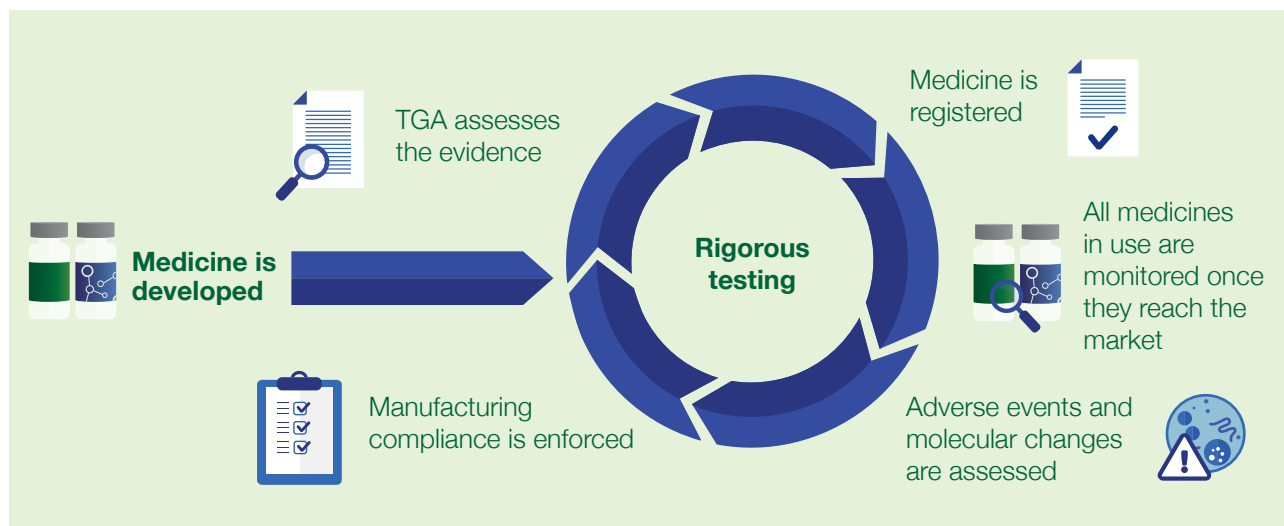 Medicine is
developed
TGA assesses
the evidence
Rigorous
testing
Medicine is
registered
All medicines
in use are
monitored once
they reach the
market
Adverse events and
molecular changes
are assessed
Manufacturing
compliance is enforced